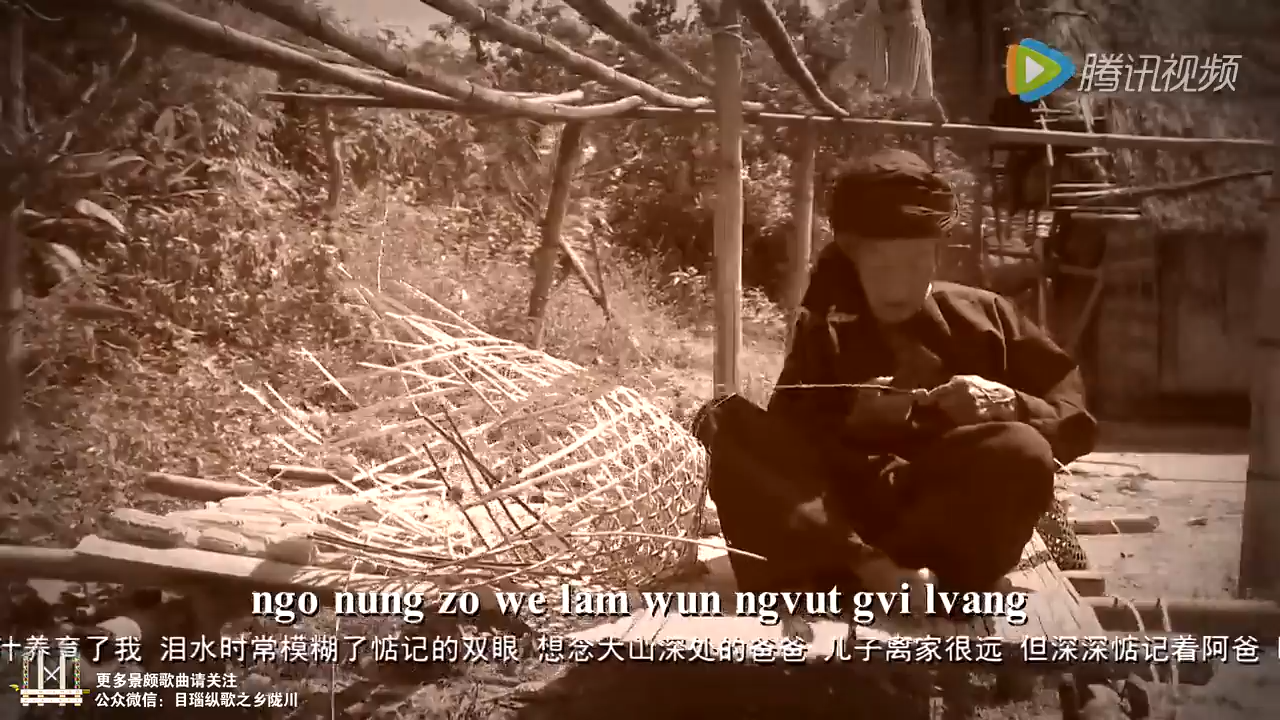 腾讯视频
ngo nung zo we lam wun ngvut gvi lvang
汁养育了我 泪水时常模糊了惦记的双眼 想念大山深处的爸爸 儿子离家很远 但深深惦记着阿爸
更多景颇歌曲请关注
公众微信：目瑙纵歌之乡陇川